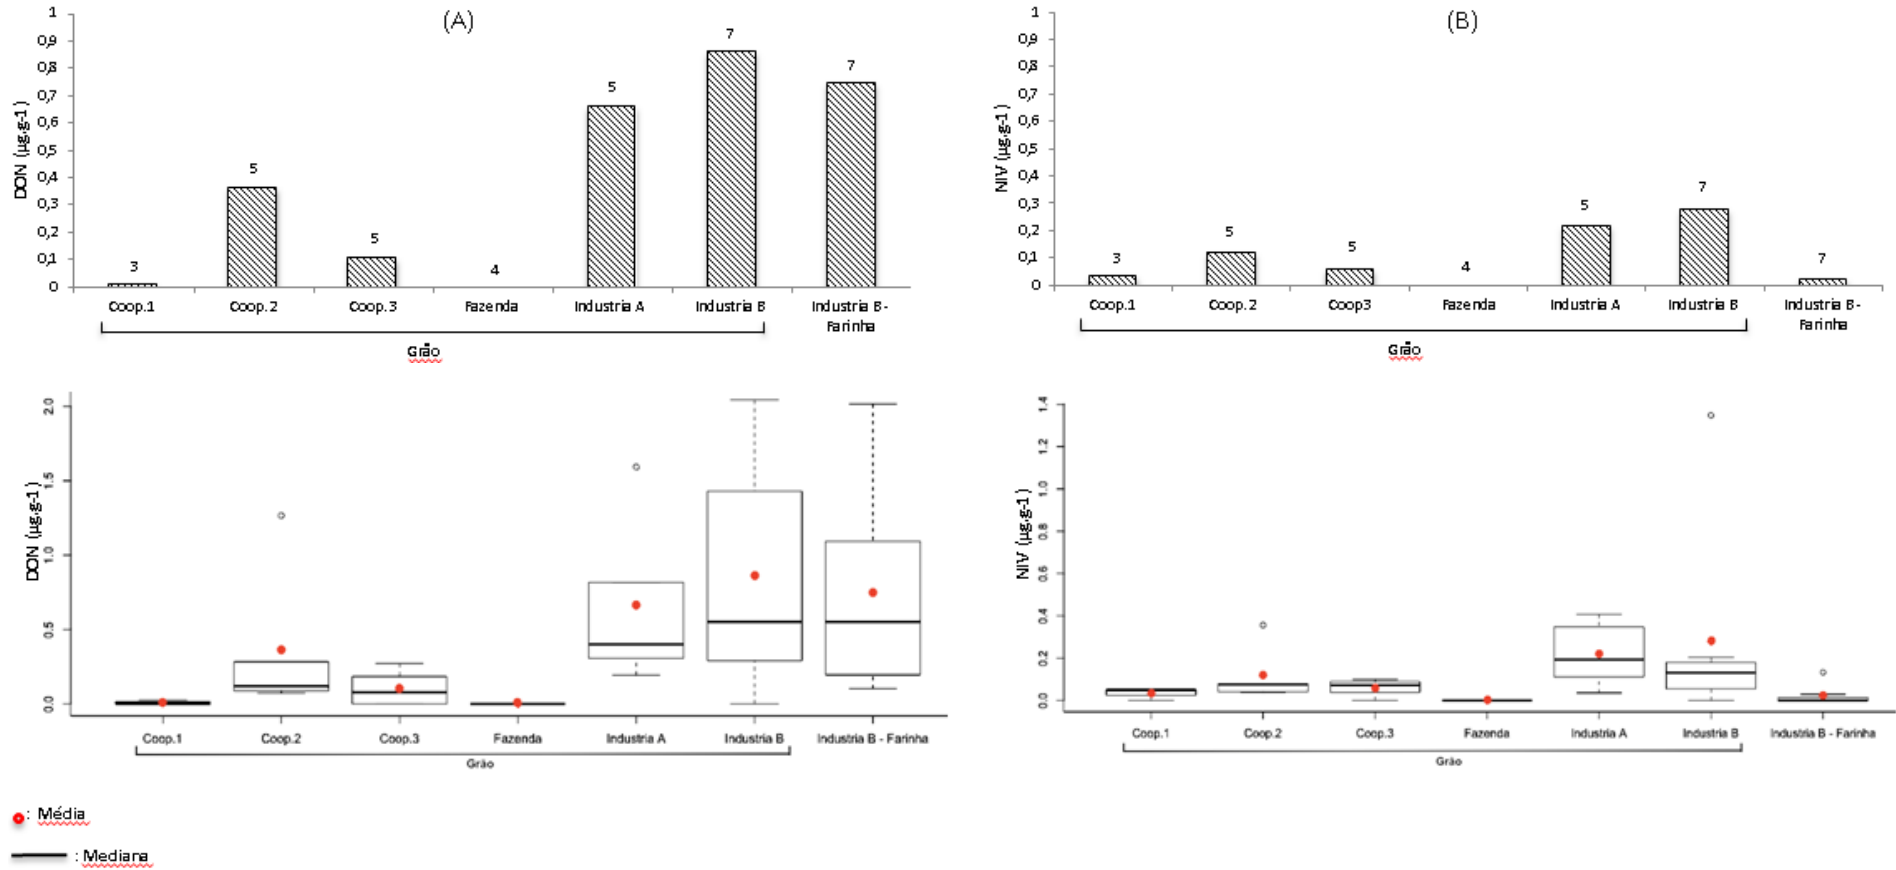 (A)
DON (µg.g-1)
1
0,9
0,8
0,7
0,6
0,5
0,4
0,3
0,2
0,1
0
3
5
5
4
5
7
7
Coop.1
Coop.2
Coop.3
Fazenda
Industria A
Industria B
Industria B -
Farinha
Grão
(B)
NIV (µg.g-1)
1
0,9
0,8
0,7
0,6
0,5
0,4
0,3
0,2
0,1
0
3
5
5
4
5
7
7
Coop.1
Coop.2
Coop3
Fazenda
Industria A
Industria B
Industria B -
Farinha
Grão
DON (µg.g-1)
2.0
1.5
1.0
0.5
0.0
Coop.1
Coop.2
Coop.3
Fazenda
Industria A
Industria B
Industria B - Farinha
Grão
NIV (µg.g-1)
1.4
1.2
1.0
0.8
0.6
0.4
0.2
0.0
Coop.1
Coop.2
Coop.3
Fazenda
Industria A
Industria B
Industria B - Farinha
Grão
: Média
: Mediana